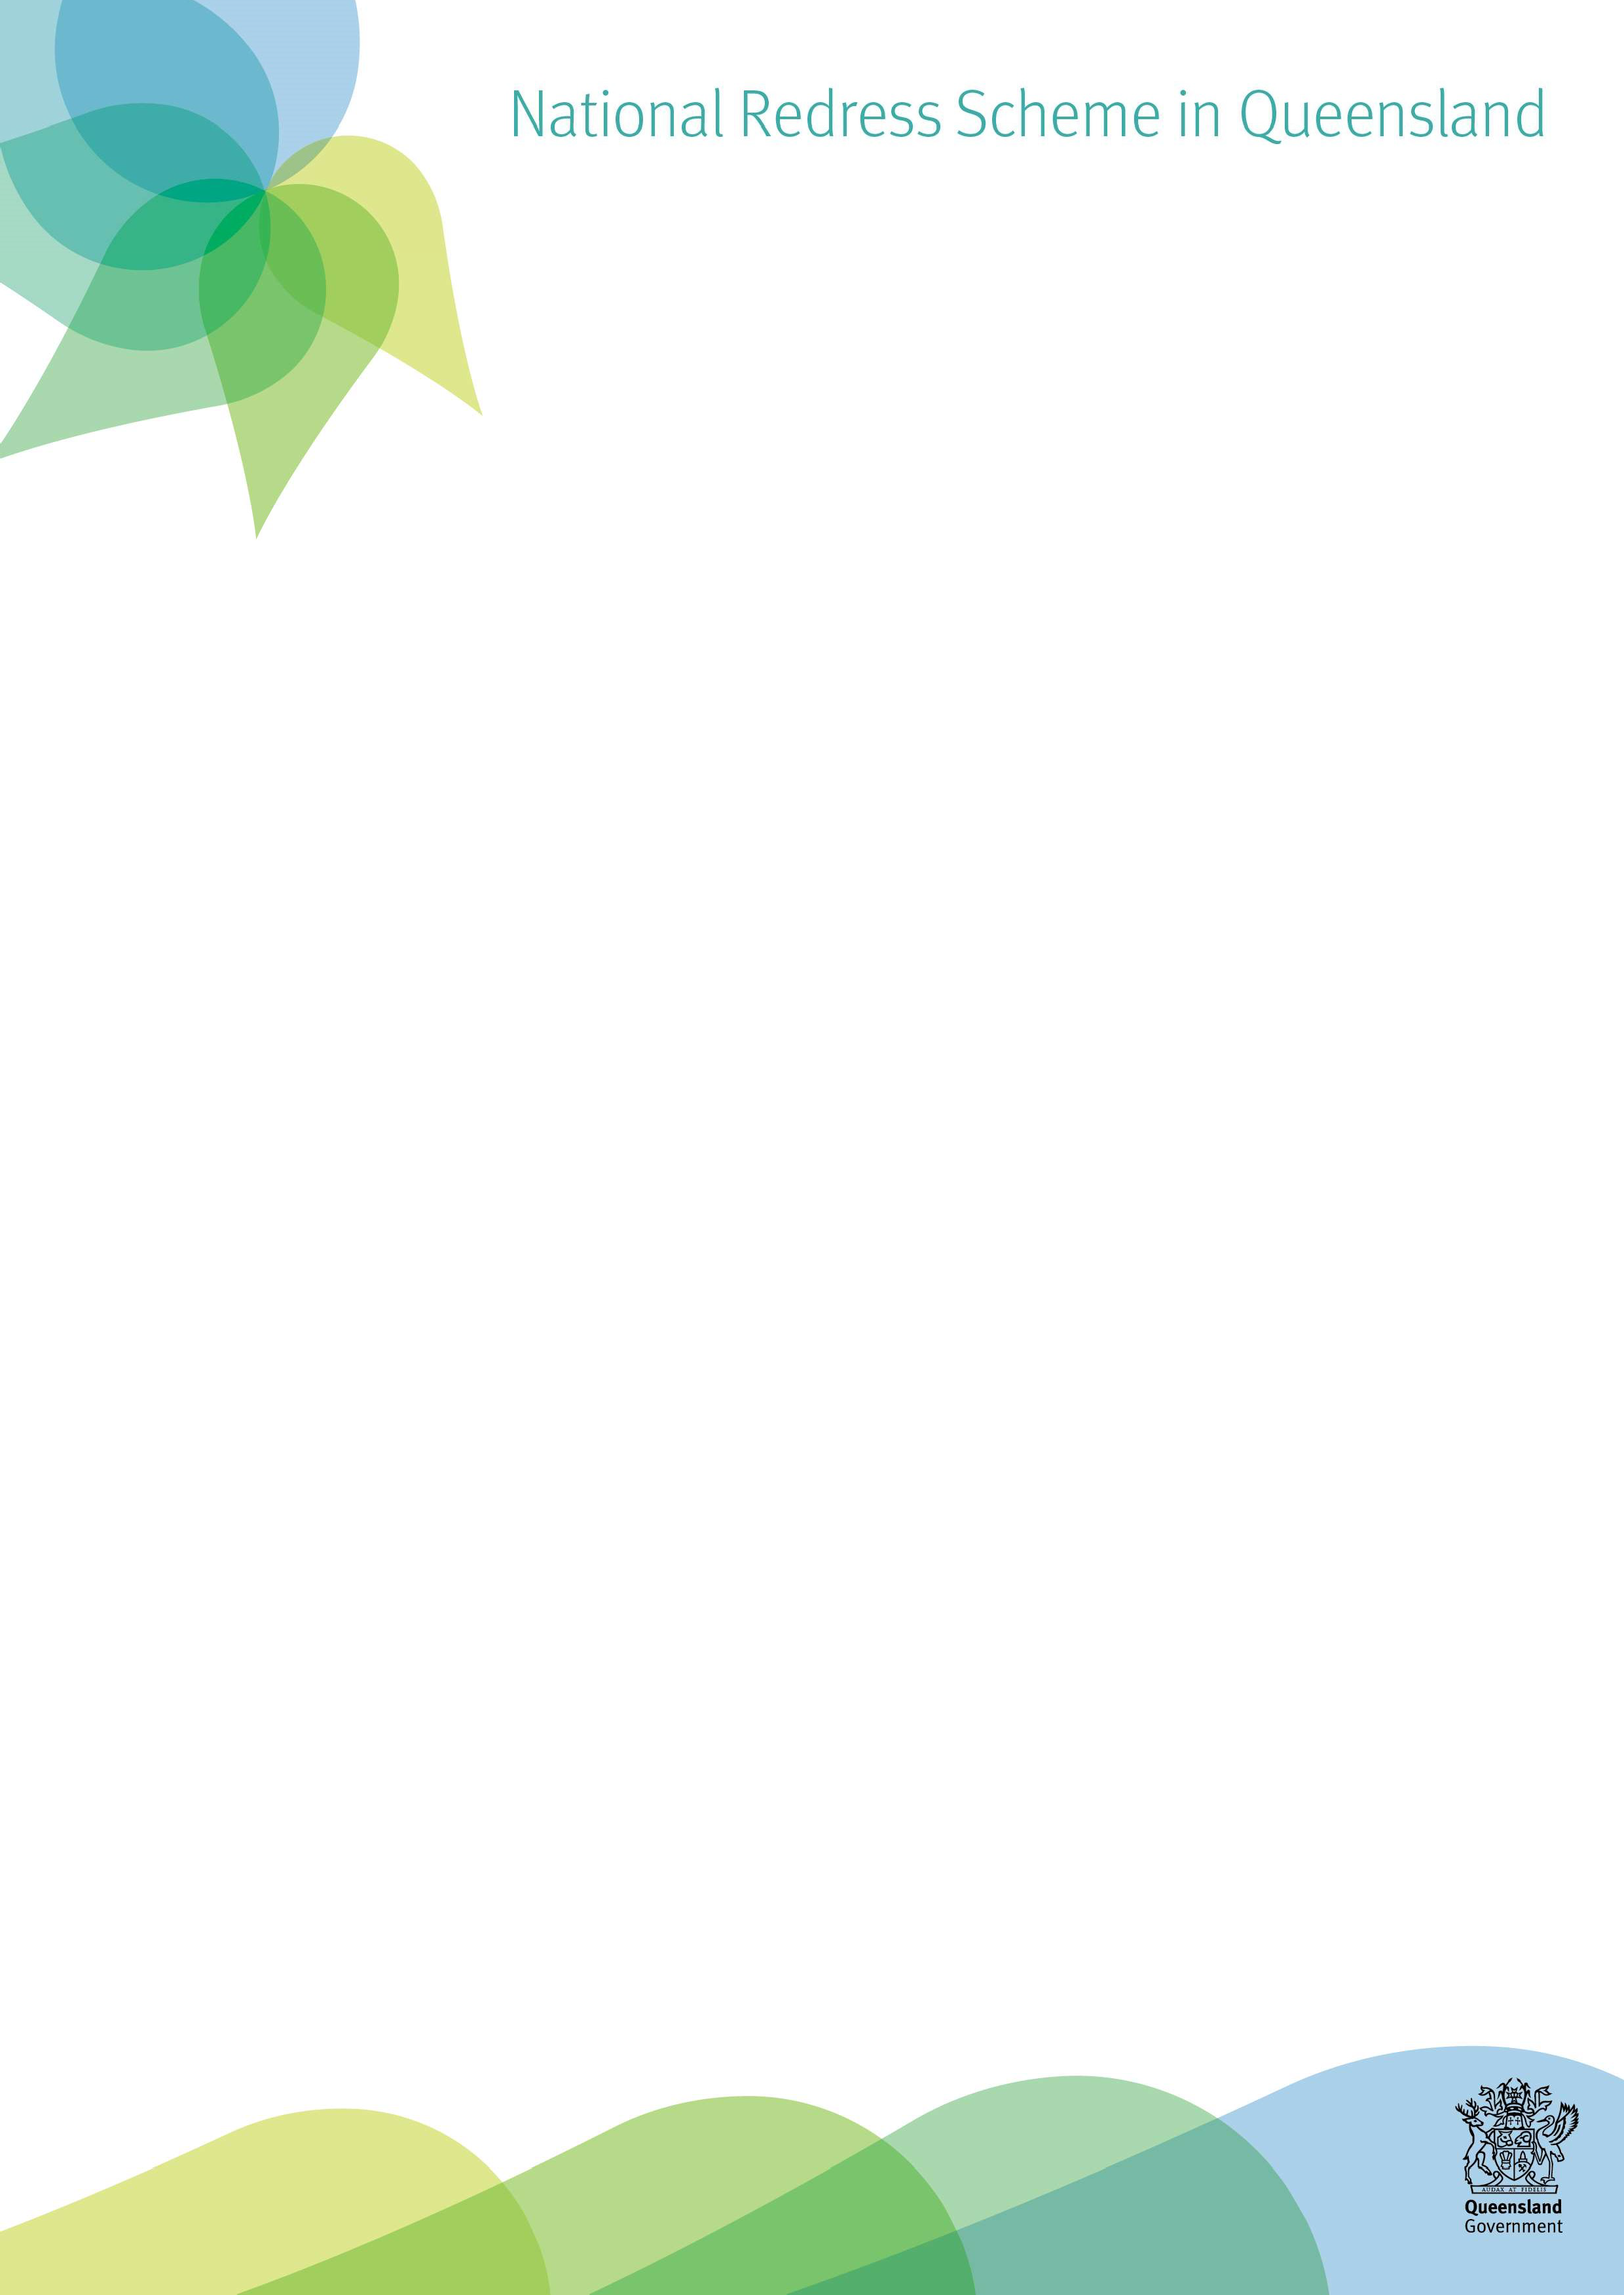 National Redress Scheme in Queensland
AUDAX AT FIDELIS
Queensland
Government